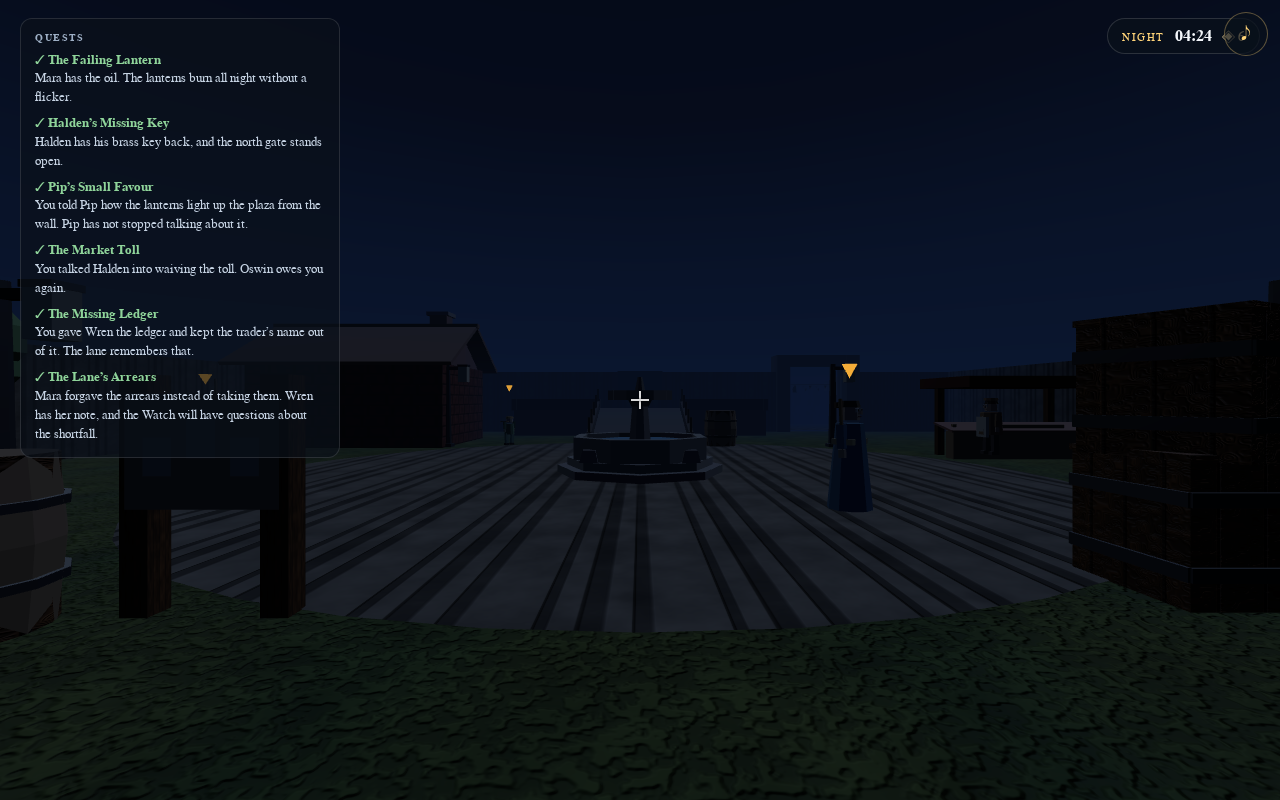 QUESTS
✓ The Failing Lantern
Mara has the oil. The lanterns burn all night without a
flicker.
✓ Halden’s Missing Key
Halden has his brass key back, and the north gate stands
open.
✓ Pip’s Small Favour
You told Pip how the lanterns light up the plaza from the
wall. Pip has not stopped talking about it.
✓ The Market Toll
You talked Halden into waiving the toll. Oswin owes you
again.
✓ The Missing Ledger
You gave Wren the ledger and kept the trader’s name out
of it. The lane remembers that.
✓ The Lane’s Arrears
Mara forgave the arrears instead of taking them. Wren
has her note, and the Watch will have questions about
the shortfall.
NIGHT 04:24